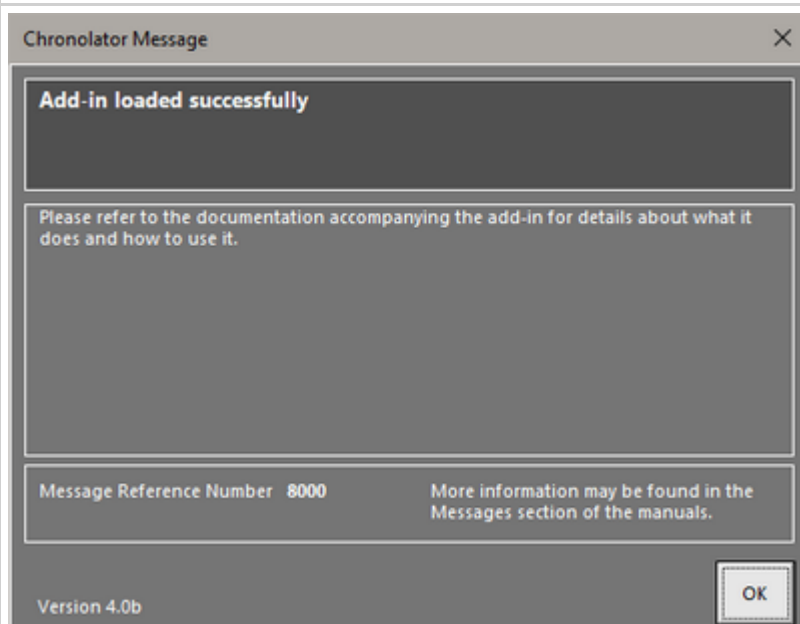 Chronolator Message
Add-in loaded successfully
Please refer to the documentation accompanying the add-in for details about what it
does and how to use it.
Message Reference Number 8000
More information may be found in the
Messages section of the manuals.
Version 4.0b
OK